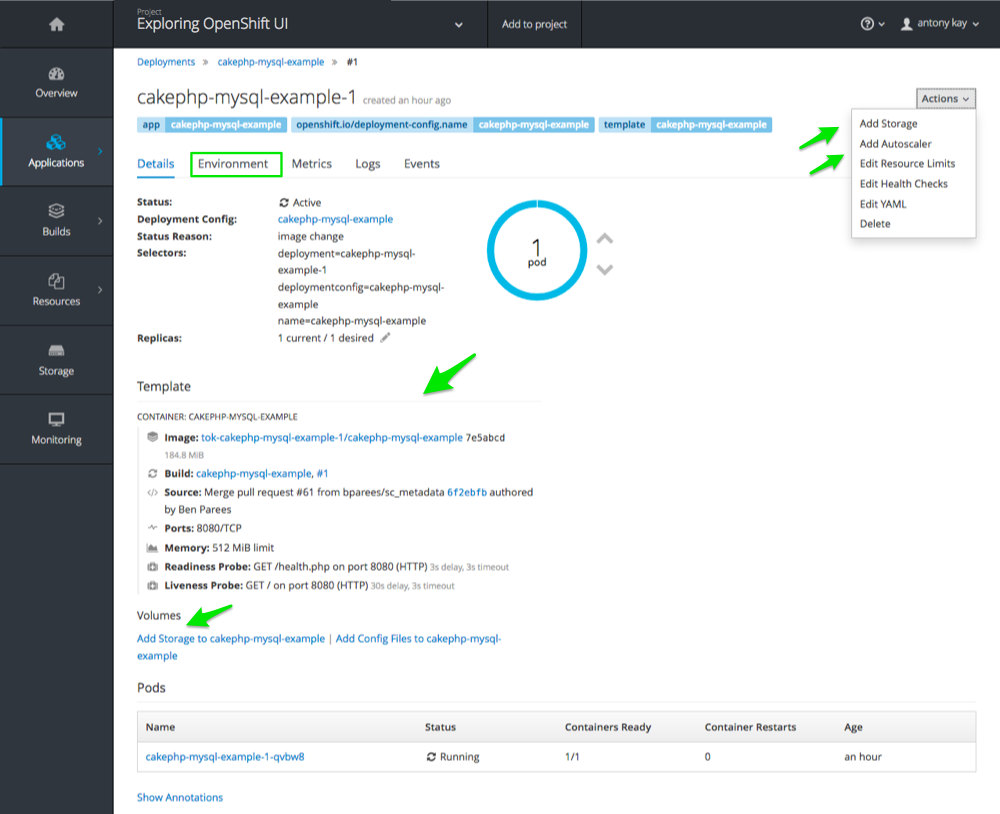 Project
Exploring OpenShift UI
Add to project
antony kay
Overview
Applications
Builds
Resources
Storage
Monitoring
Deployments » cakephp-mysql-example » #1
cakephp-mysql-example-1 created an hour ago
Actions
app cakephp-mysql-example openshift.io/deployment-config.name cakephp-mysql-example template cakephp-mysql-example
Add Storage
Add Autoscaler
Edit Resource Limits
Edit Health Checks
Edit YAML
Delete
Details Environment Metrics Logs Events
Status: Active
Deployment Config: cakephp-mysql-example
Status Reason: image change
Selectors: deployment=cakephp-mysql-
example-1
deploymentconfig=cakephp-mysql-
example
name=cakephp-mysql-example
Replicas: 1 current / 1 desired
1
pod
Template
CONTAINER: CAKEPHP-MYSQL-EXAMPLE
Image: tok-cakephp-mysql-example-1/cakephp-mysql-example 7e5abcd
184.8 MiB
Build: cakephp-mysql-example, #1
</> Source: Merge pull request #61 from bparees/sc_metadata 6f2ebfb authored
by Ben Parees
Ports: 8080/TCP
Memory: 512 MiB limit
Readiness Probe: GET /health.php on port 8080 (HTTP) 3s delay, 3s timeout
Liveness Probe: GET / on port 8080 (HTTP) 30s delay, 3s timeout
Volumes
Add Storage to cakephp-mysql-example | Add Config Files to cakephp-mysql-
example
Pods
Name Status Containers Ready Container Restarts Age
cakephp-mysql-example-1-qvbw8 Running 1/1 0 an hour
Show Annotations